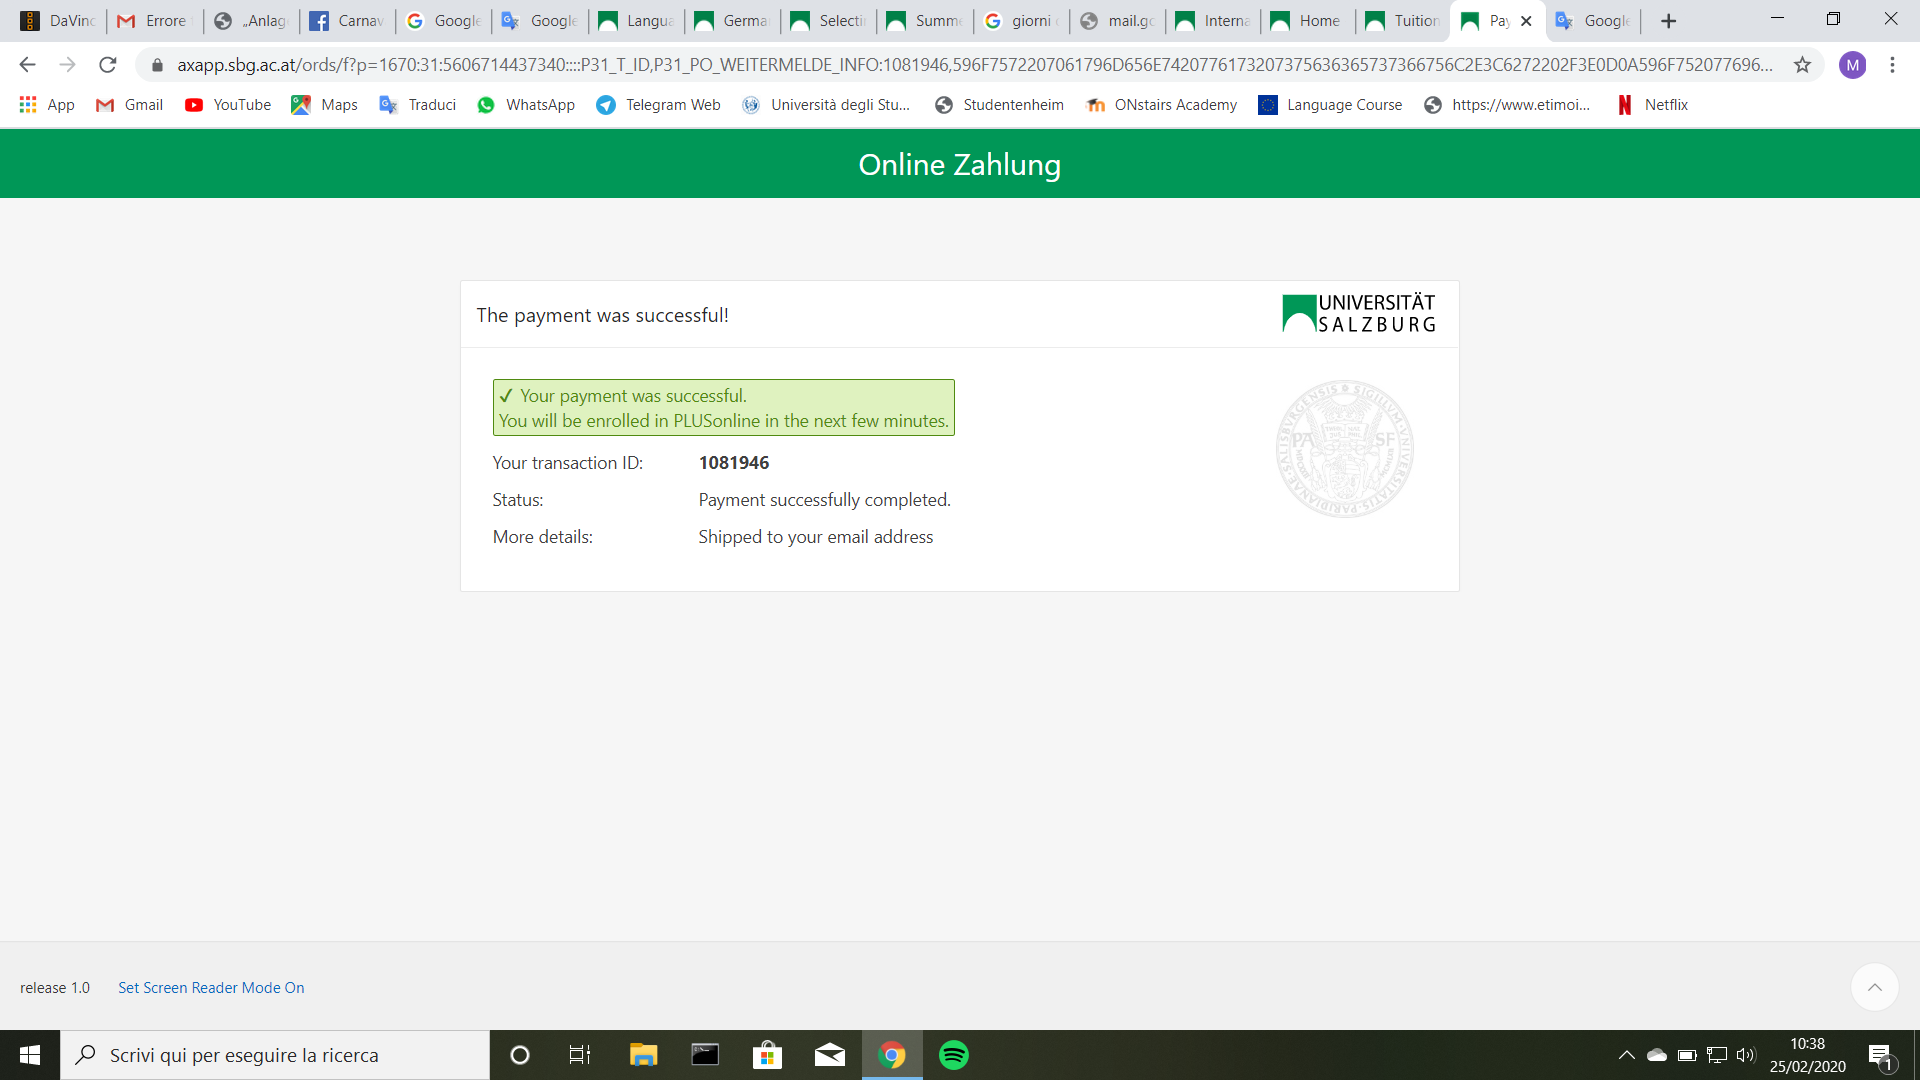 DaVinc
Errore
„Anlag
Carnav
Google
Google
Langua
Germa
Selectin
Summe
giorni
mail.go
Interna
Home
Tuition
Pay
Google
axapp.sbg.ac.at/ords/f?p=1670:31:5606714437340::::P31_T_ID,P31_PO_WEITERMELDE_INFO:1081946,596F7572207061796D656E7420776173207375636365737366756C2E3C6272202F3E0D0A596F752077696...
M
App
Gmail
YouTube
Maps
Traduci
WhatsApp
Telegram Web
Università degli Stu...
Studentenheim
ONstairs Academy
Language Course
https://www.etimoi...
Netflix
Online Zahlung
The payment was successful!
UNIVERSITÄT
SALZBURG
✓ Your payment was successful.
You will be enrolled in PLUSonline in the next few minutes.
Your transaction ID: 1081946
Status: Payment successfully completed.
More details: Shipped to your email address
release 1.0
Set Screen Reader Mode On
Scrivi qui per eseguire la ricerca
10:38
25/02/2020
1